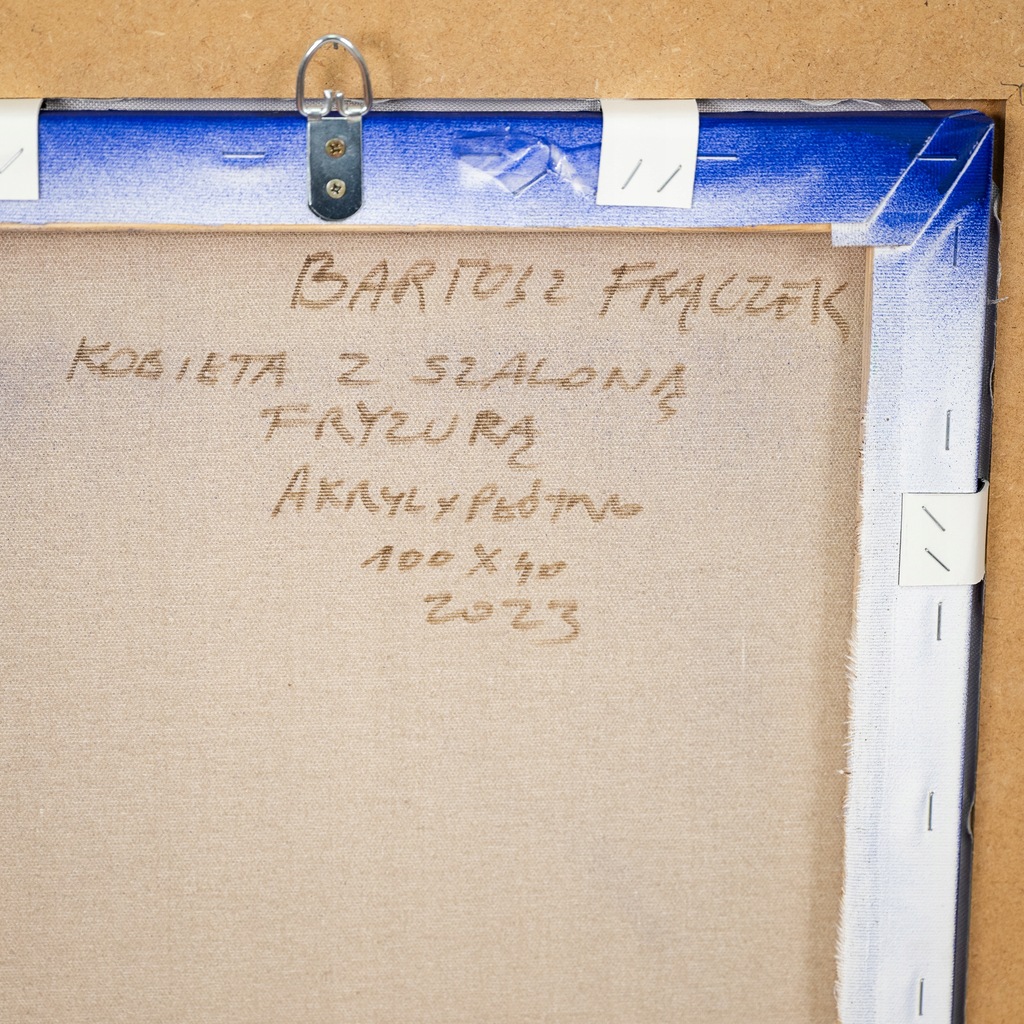 BARTOSZ FRĄCZEK
KOBIETA Z SZALONĄ
FRYZURĄ
AKRYL, PŁÓTNO
100 X 40
2023